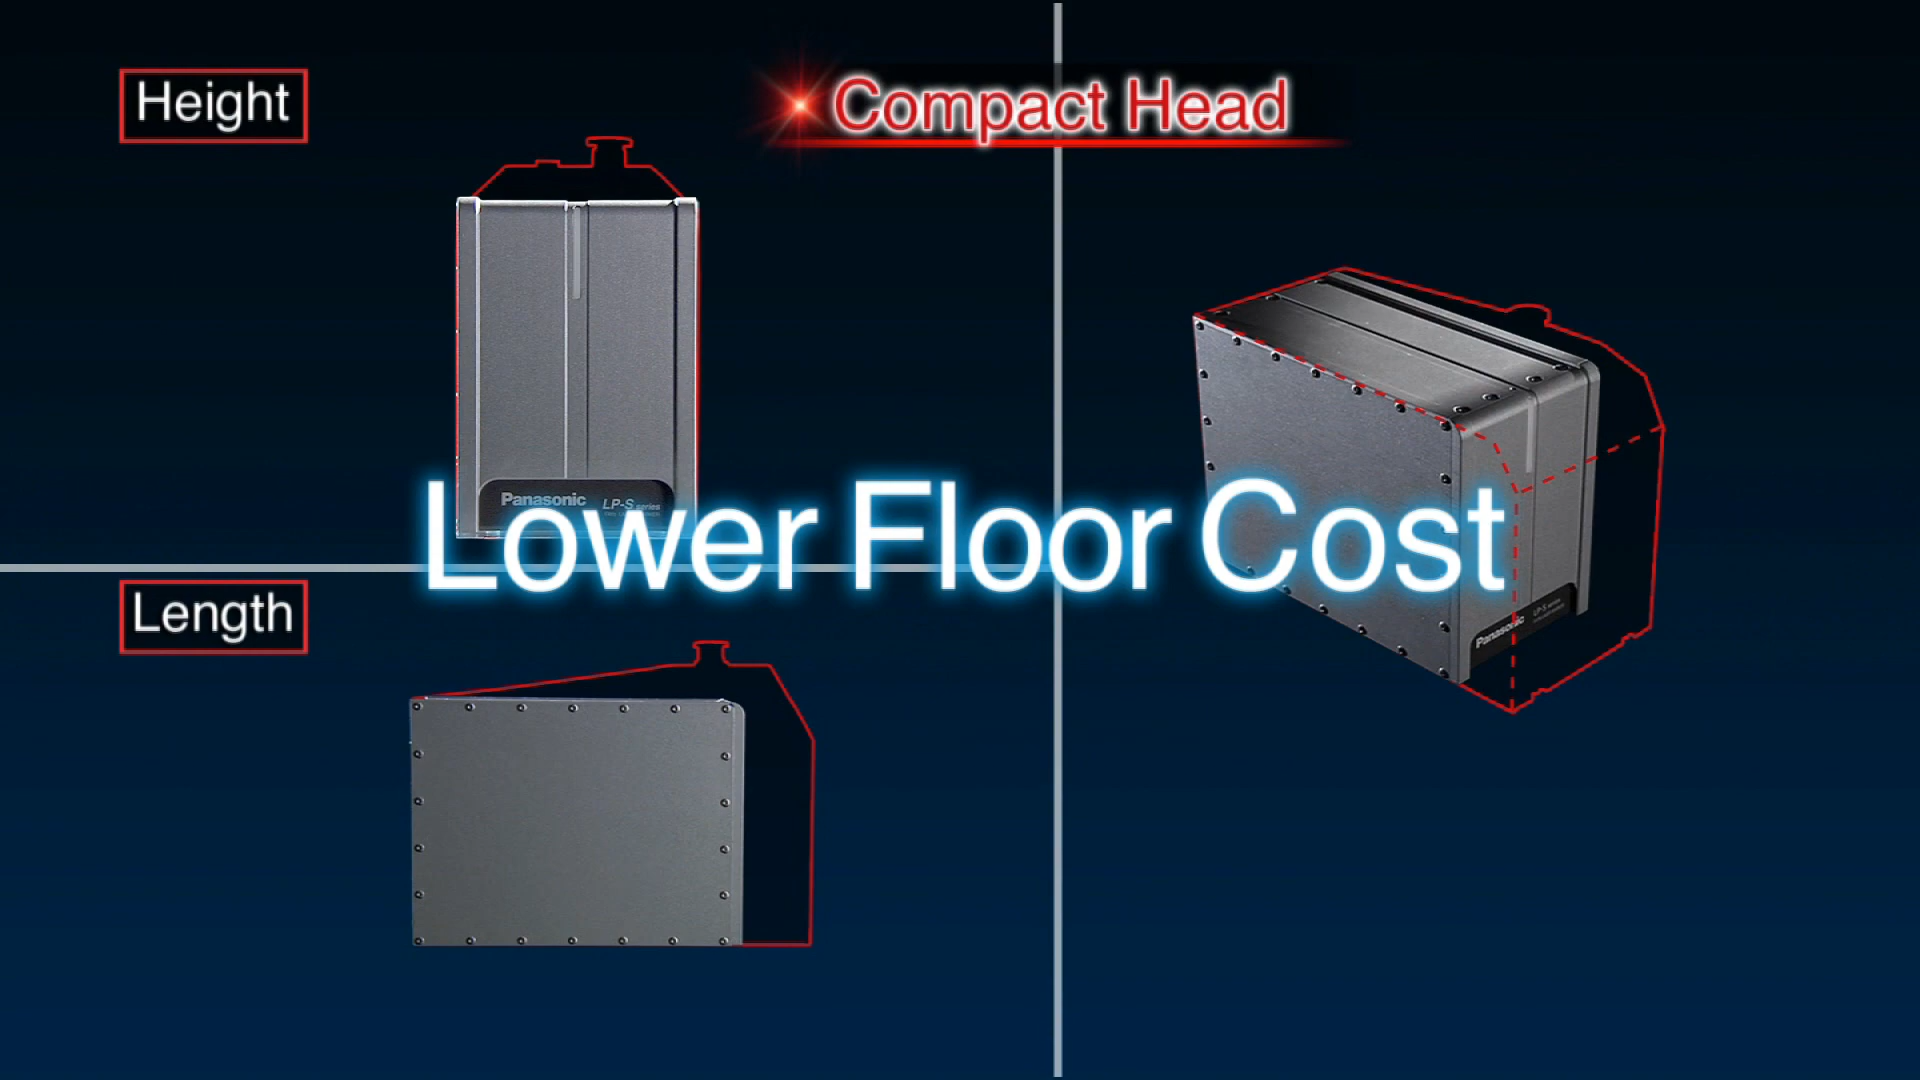 Height
Compact Head
Panasonic
LP-S series
Lower Floor Cost
Panasonic
LP-S series
Length